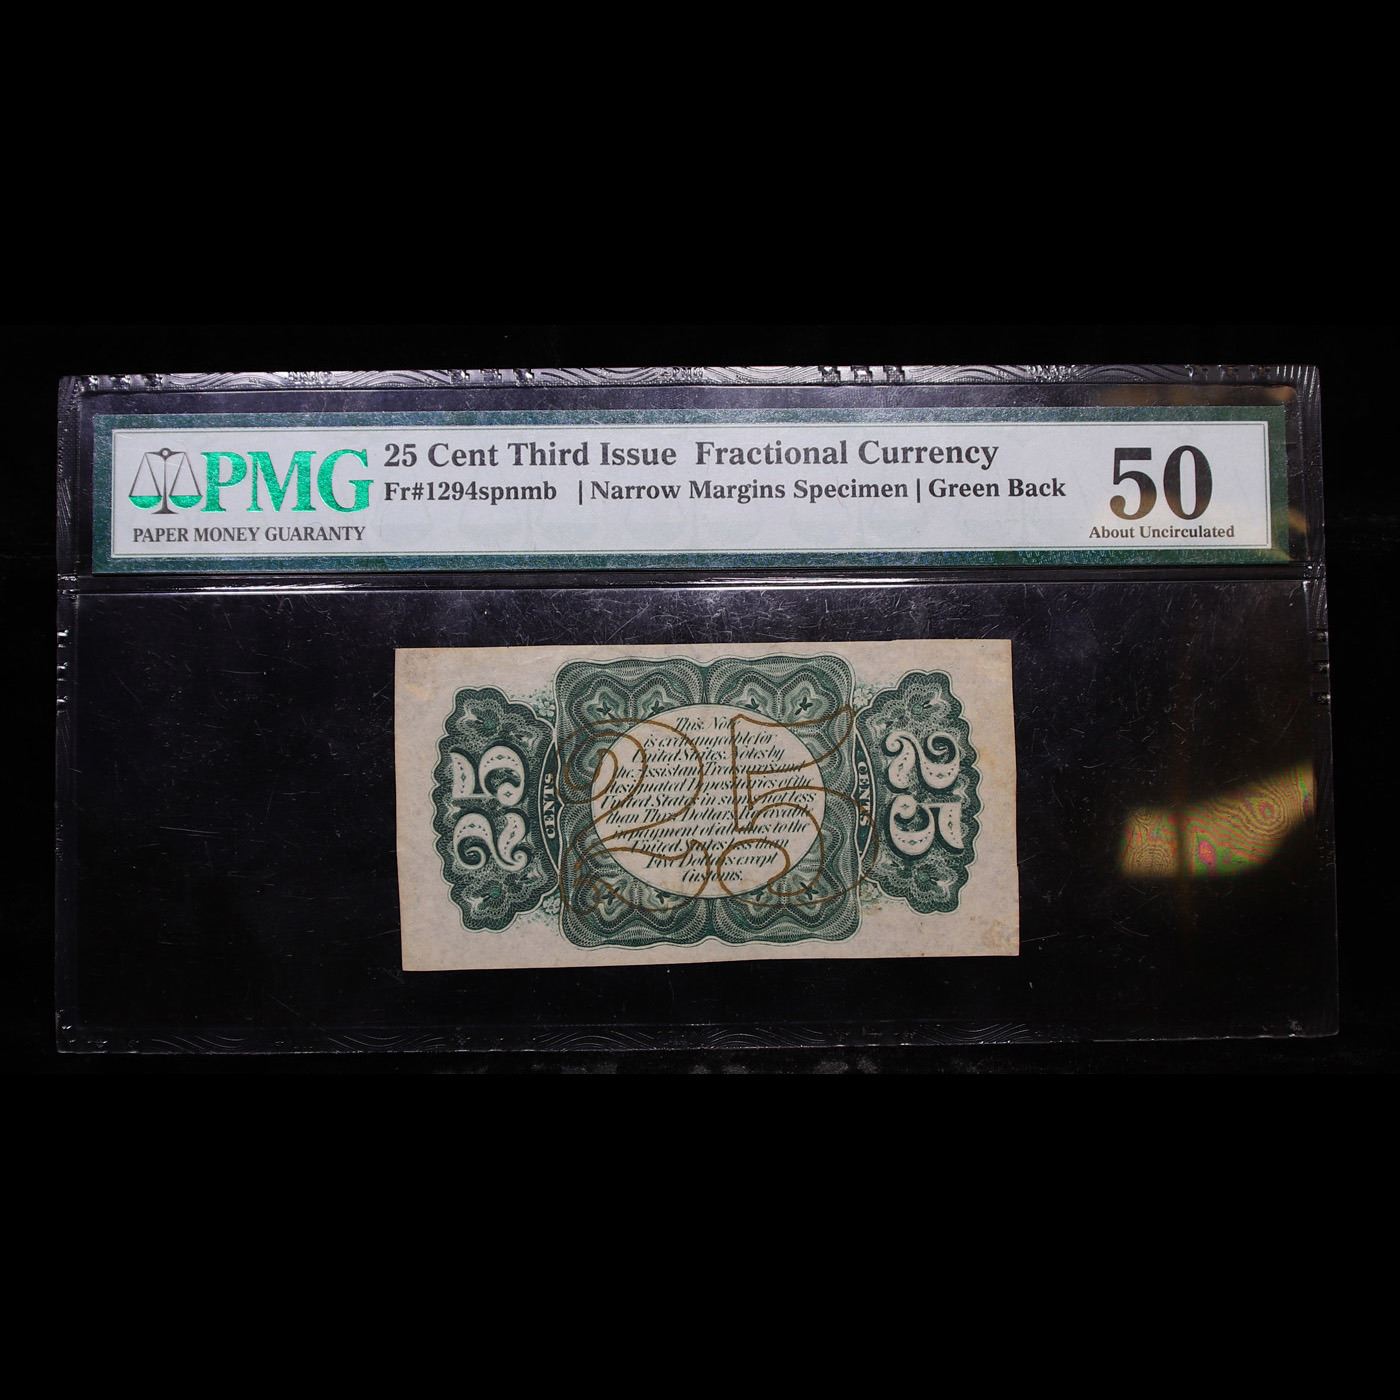 PMG
PAPER MONEY GUARANTY
25 Cent Third Issue Fractional Currency
Fr#1294spnmb | Narrow Margins Specimen | Green Back
50
About Uncirculated
25
CENTS
This Note
is exchangeable for
United States Notes by
the Assistant Treasurers and
designated Depositories of the
United States in sums not less
than Three Dollars. Receivable
in payment of all dues to the
United States less than
Five Dollars except
Customs.
25
CENTS
25